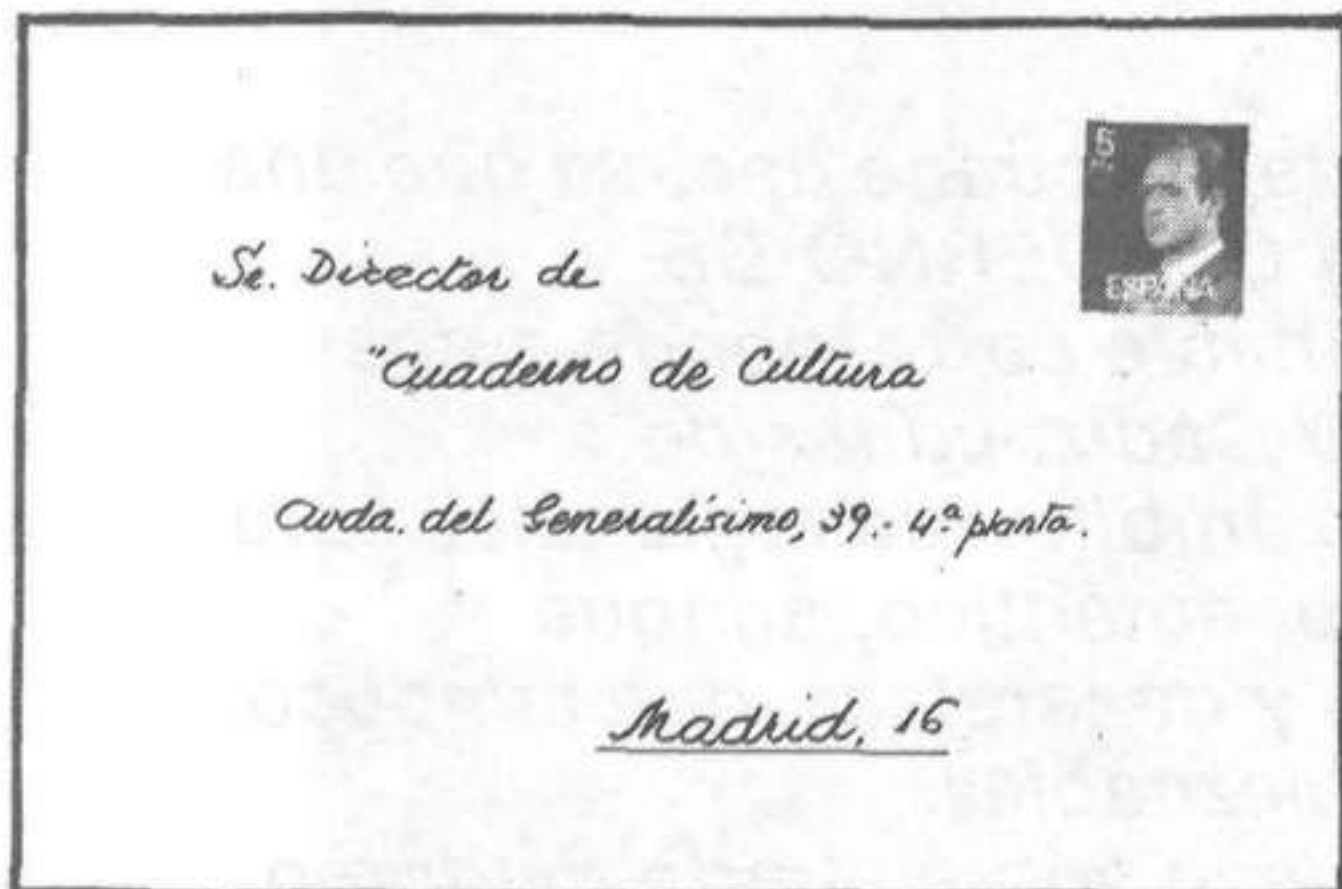 5
ESPAÑA
Sr. Director de
"Cuaderno de Cultura
Avda. del Generalísimo, 39.- 4ª planta.
Madrid, 16